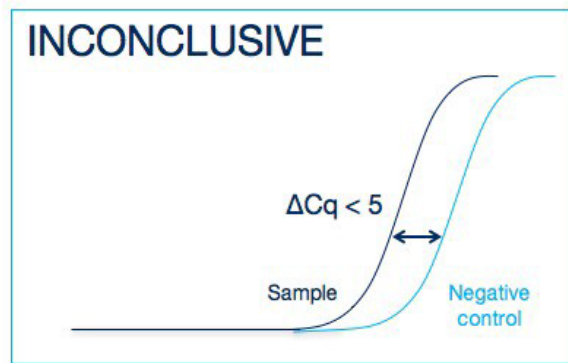 INCONCLUSIVE
ΔCq < 5
Sample
Negative
control